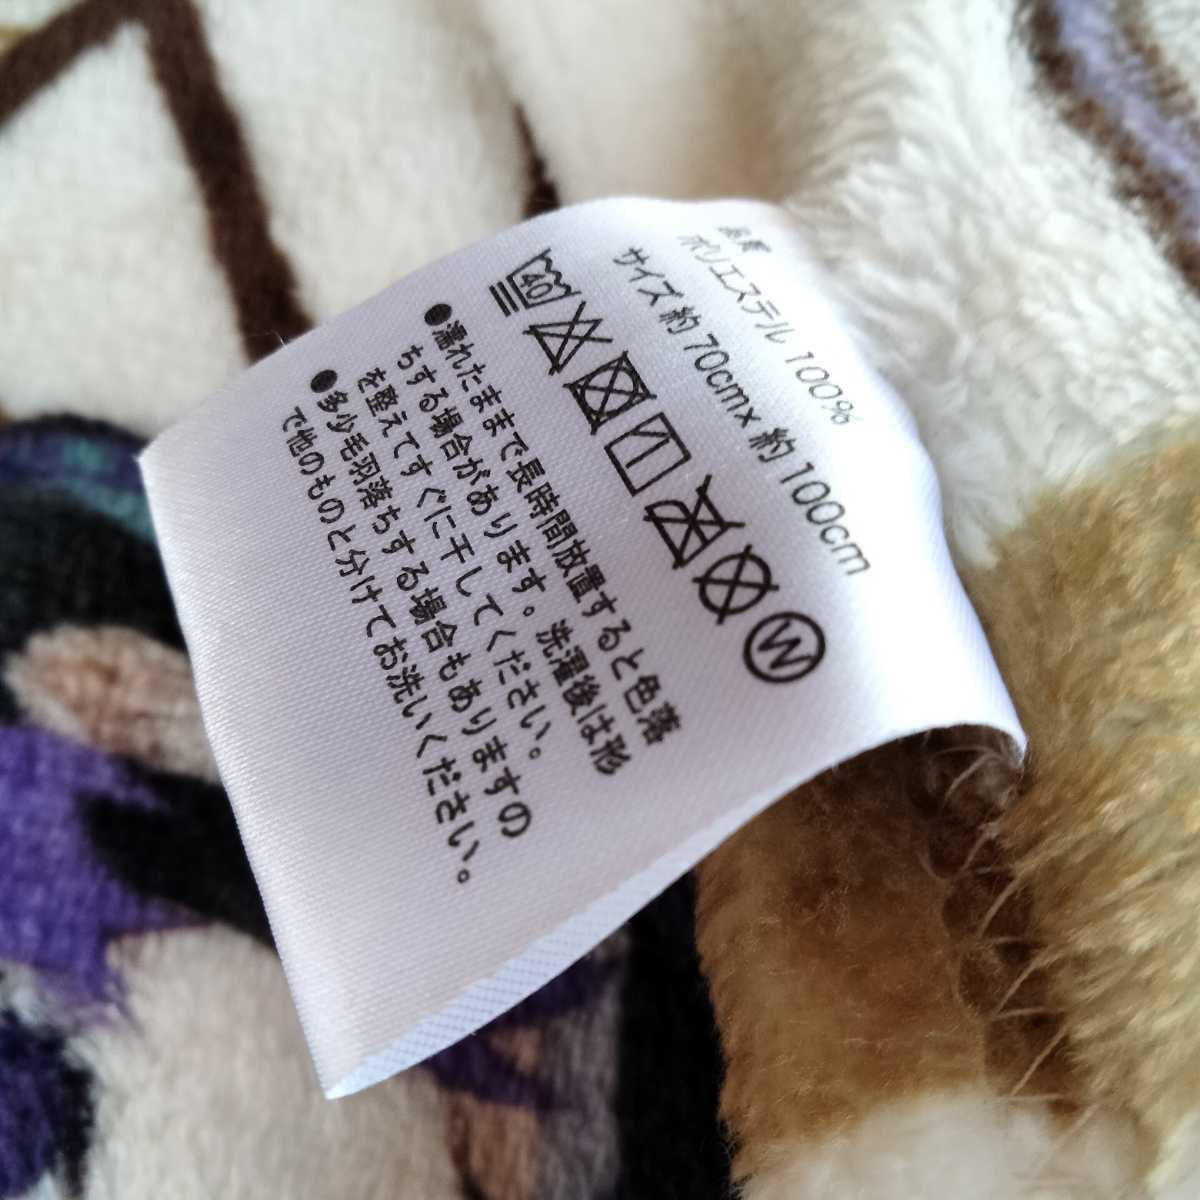 品質
ポリエステル 100%
サイズ 約 70cm× 約 100cm
40
W
●濡れたままで長時間放置すると色落
ちする場合があります。洗濯後は形
を整えてすぐに干してください。
●多少毛羽落ちする場合もありますの
で他のものと分けてお洗いください。